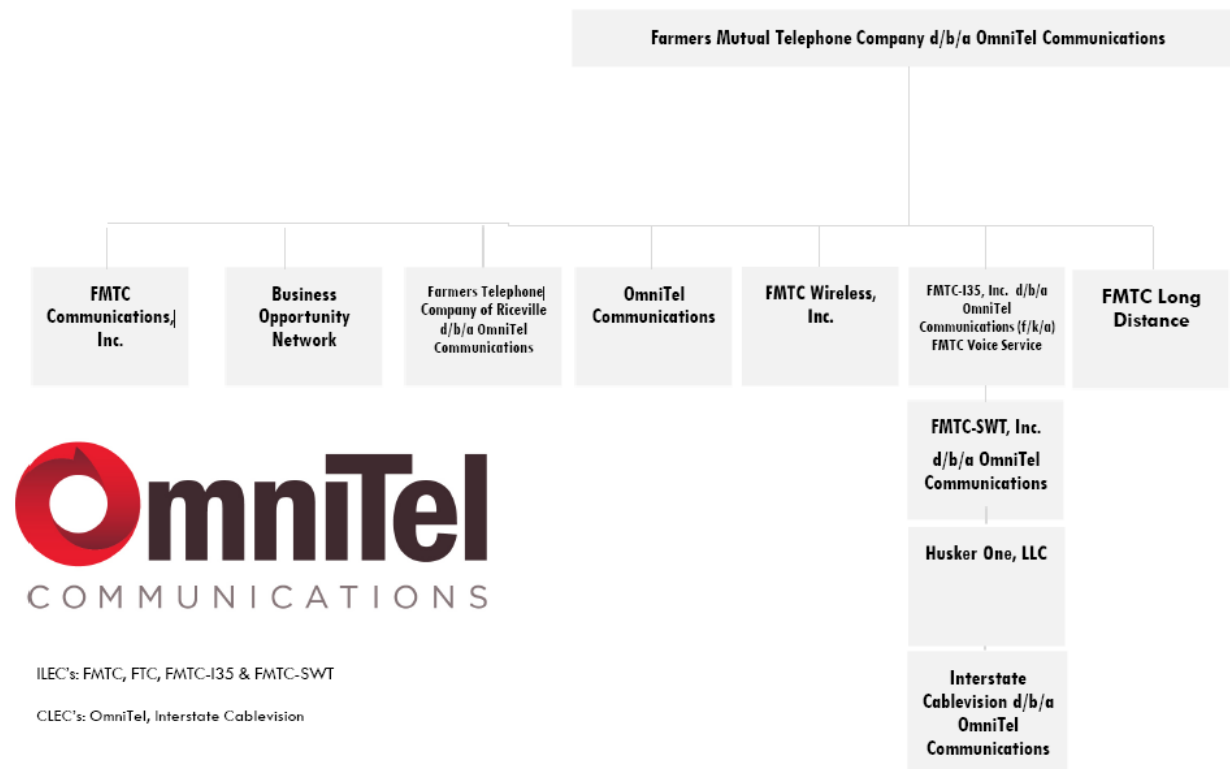 Farmers Mutual Telephone Company d/b/a OmniTel Communications
FMTC
Communications,
Inc.
Business
Opportunity
Network
Farmers Telephone
Company of Riceville
d/b/a OmniTel
Communications
OmniTel
Communications
FMTC Wireless,
Inc.
FMTC-I35, Inc. d/b/a
OmniTel
Communications (f/k/a)
FMTC Voice Service
FMTC Long
Distance
FMTC-SWT, Inc.
d/b/a OmniTel
Communications
Husker One, LLC
Interstate
Cablevision d/b/a
OmniTel
Communications
OmniTel
COMMUNICATIONS
ILEC's: FMTC, FTC, FMTC-I35 & FMTC-SWT
CLEC's: OmniTel, Interstate Cablevision